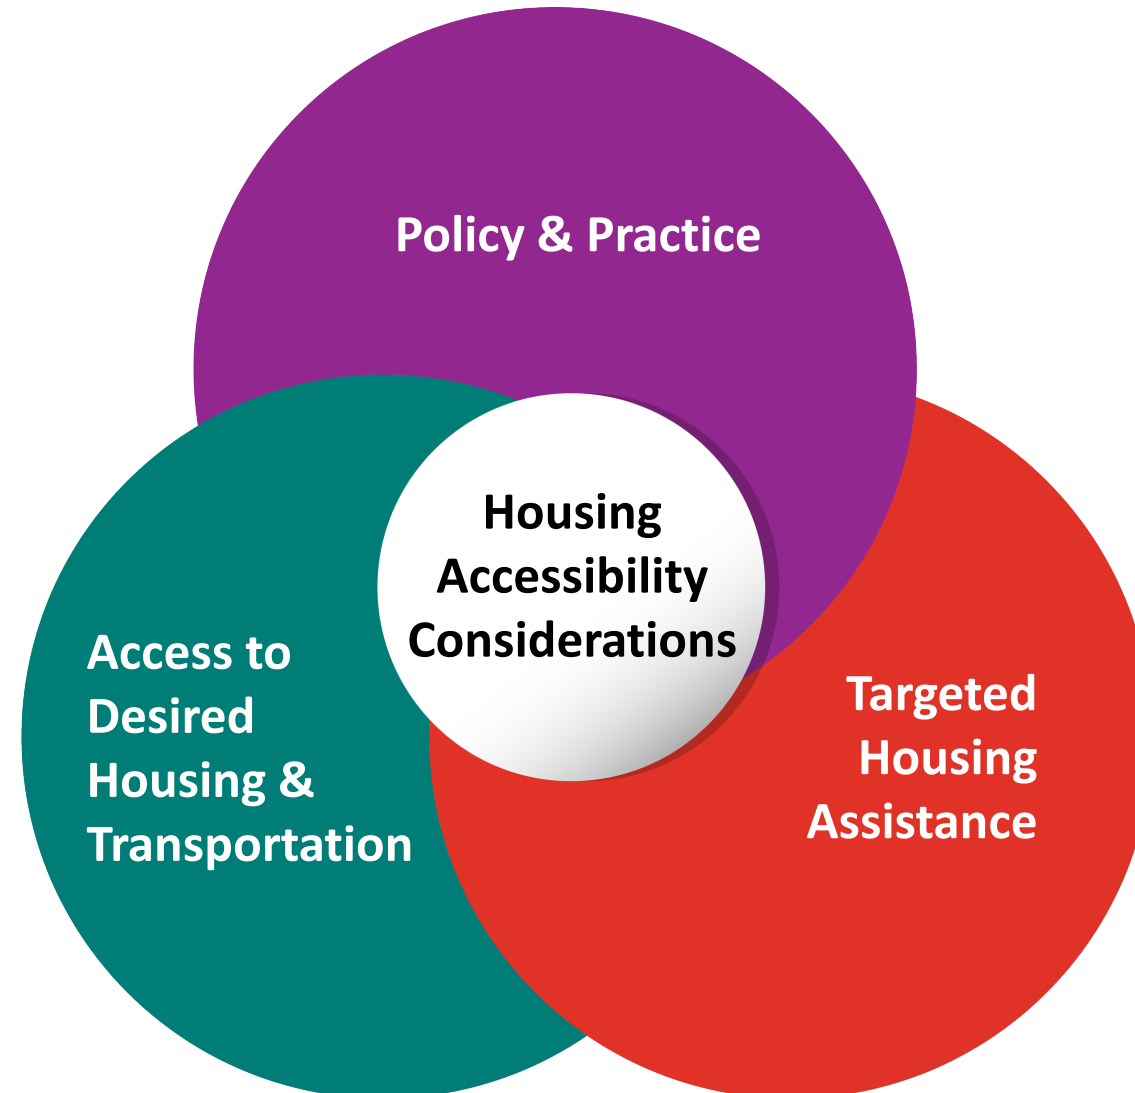 Policy & Practice
Housing
Accessibility
Considerations
Access to
Desired
Housing &
Transportation
Targeted
Housing
Assistance